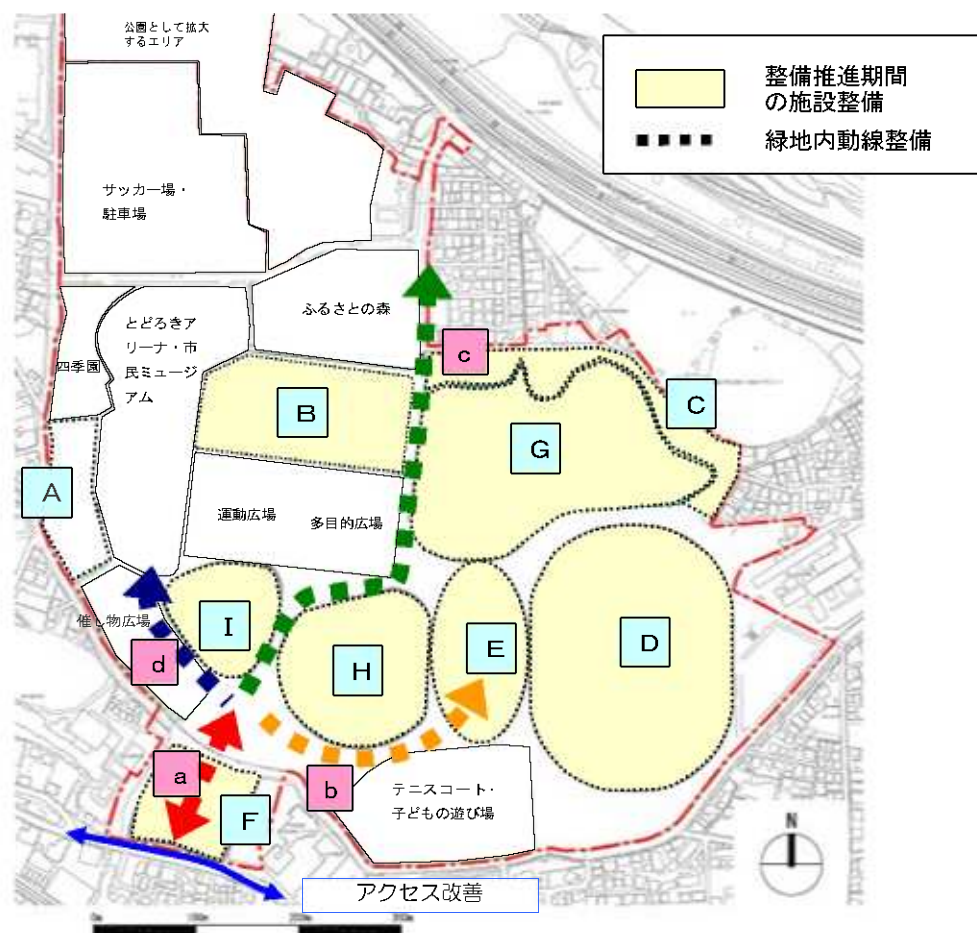 公園として拡大
するエリア
整備推進期間
の施設整備
緑地内動線整備
サッカー場・
駐車場
ふるさとの森
とどろきア
リーナ・市
民ミュージ
アム
四季園
c
B
C
G
A
運動広場
多目的広場
催し物広場
I
d
H
E
D
a
b
F
テニスコート・
子どもの遊び場
N
アクセス改善
0m
100m
200m